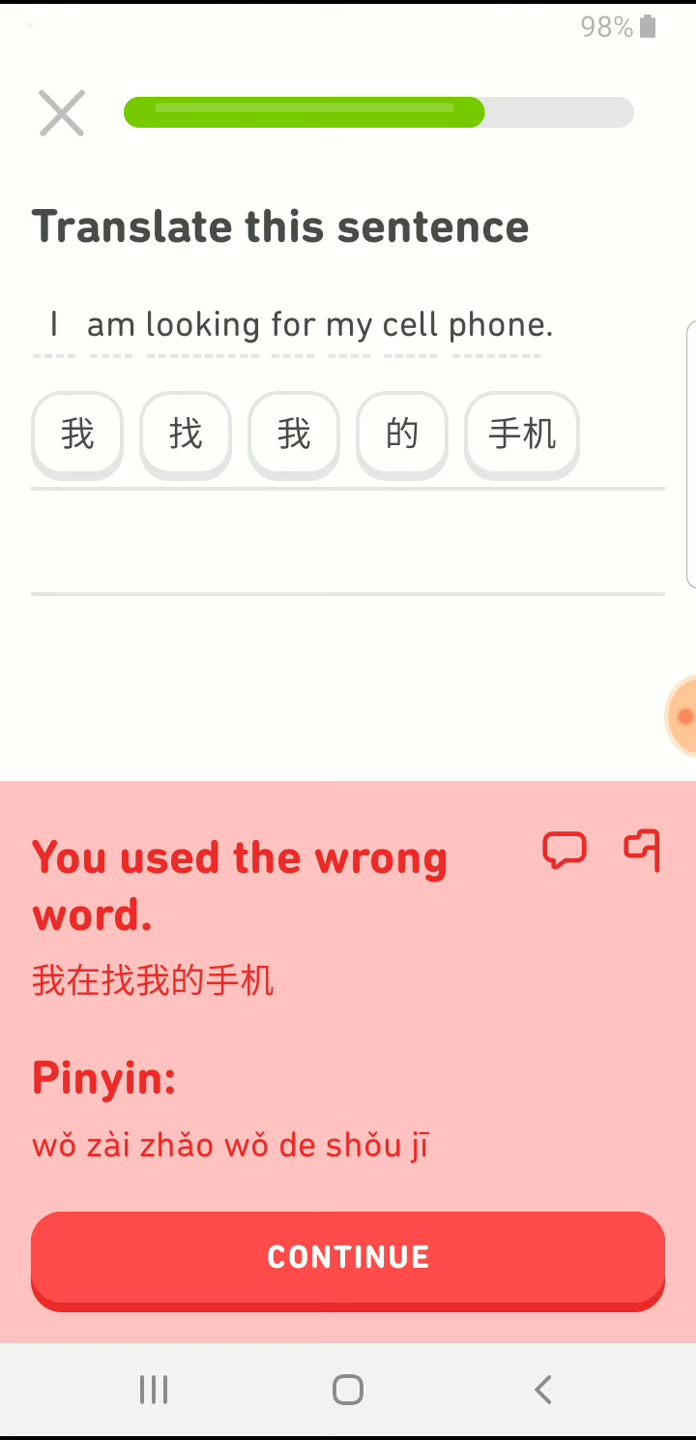 98%
Translate this sentence
I am looking for my cell phone.
我 找 我 的 手机
You used the wrong
word.
我在找我的手机
Pinyin:
wǒ zài zhǎo wǒ de shǒu jī
CONTINUE